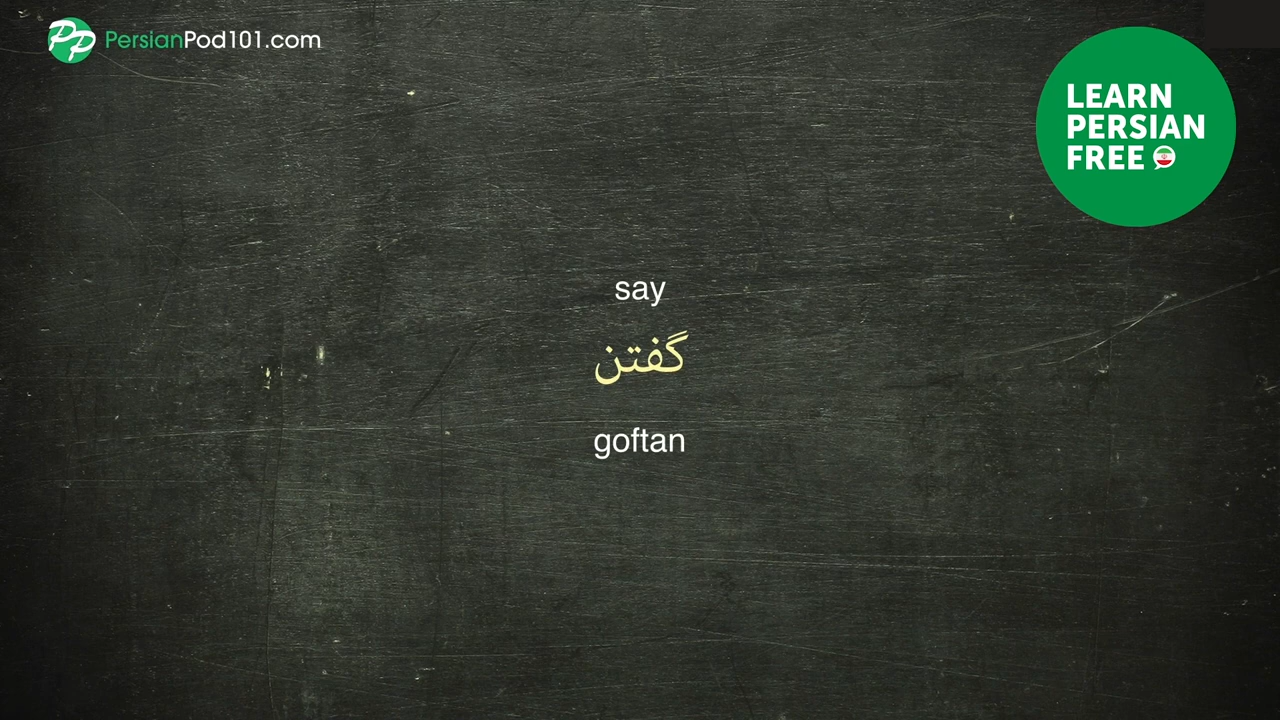 PersianPod101.com
LEARN
PERSIAN
FREE
say
گفتن
goftan